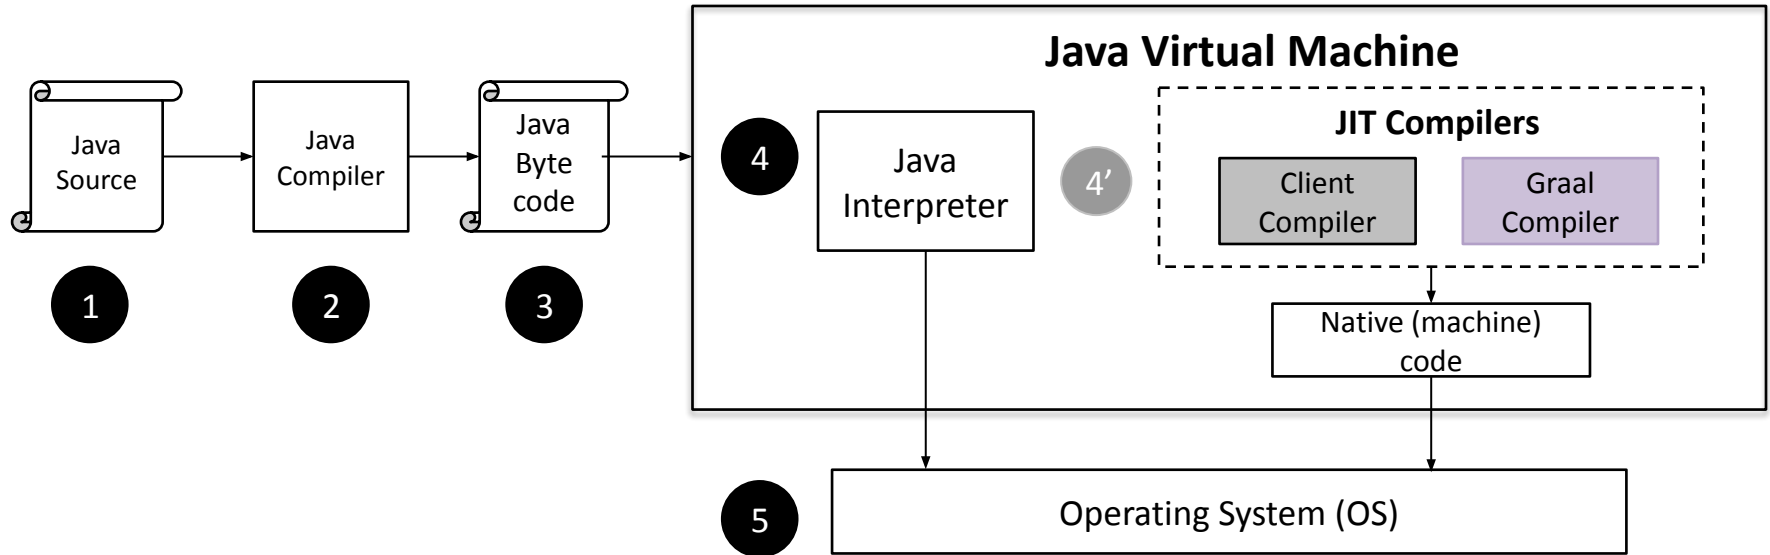 Java Virtual Machine
Java
Source
Java
Compiler
Java
Byte
code
4
Java
Interpreter
4’
JIT Compilers
Client
Compiler
Graal
Compiler
1
2
3
Native (machine)
code
5
Operating System (OS)